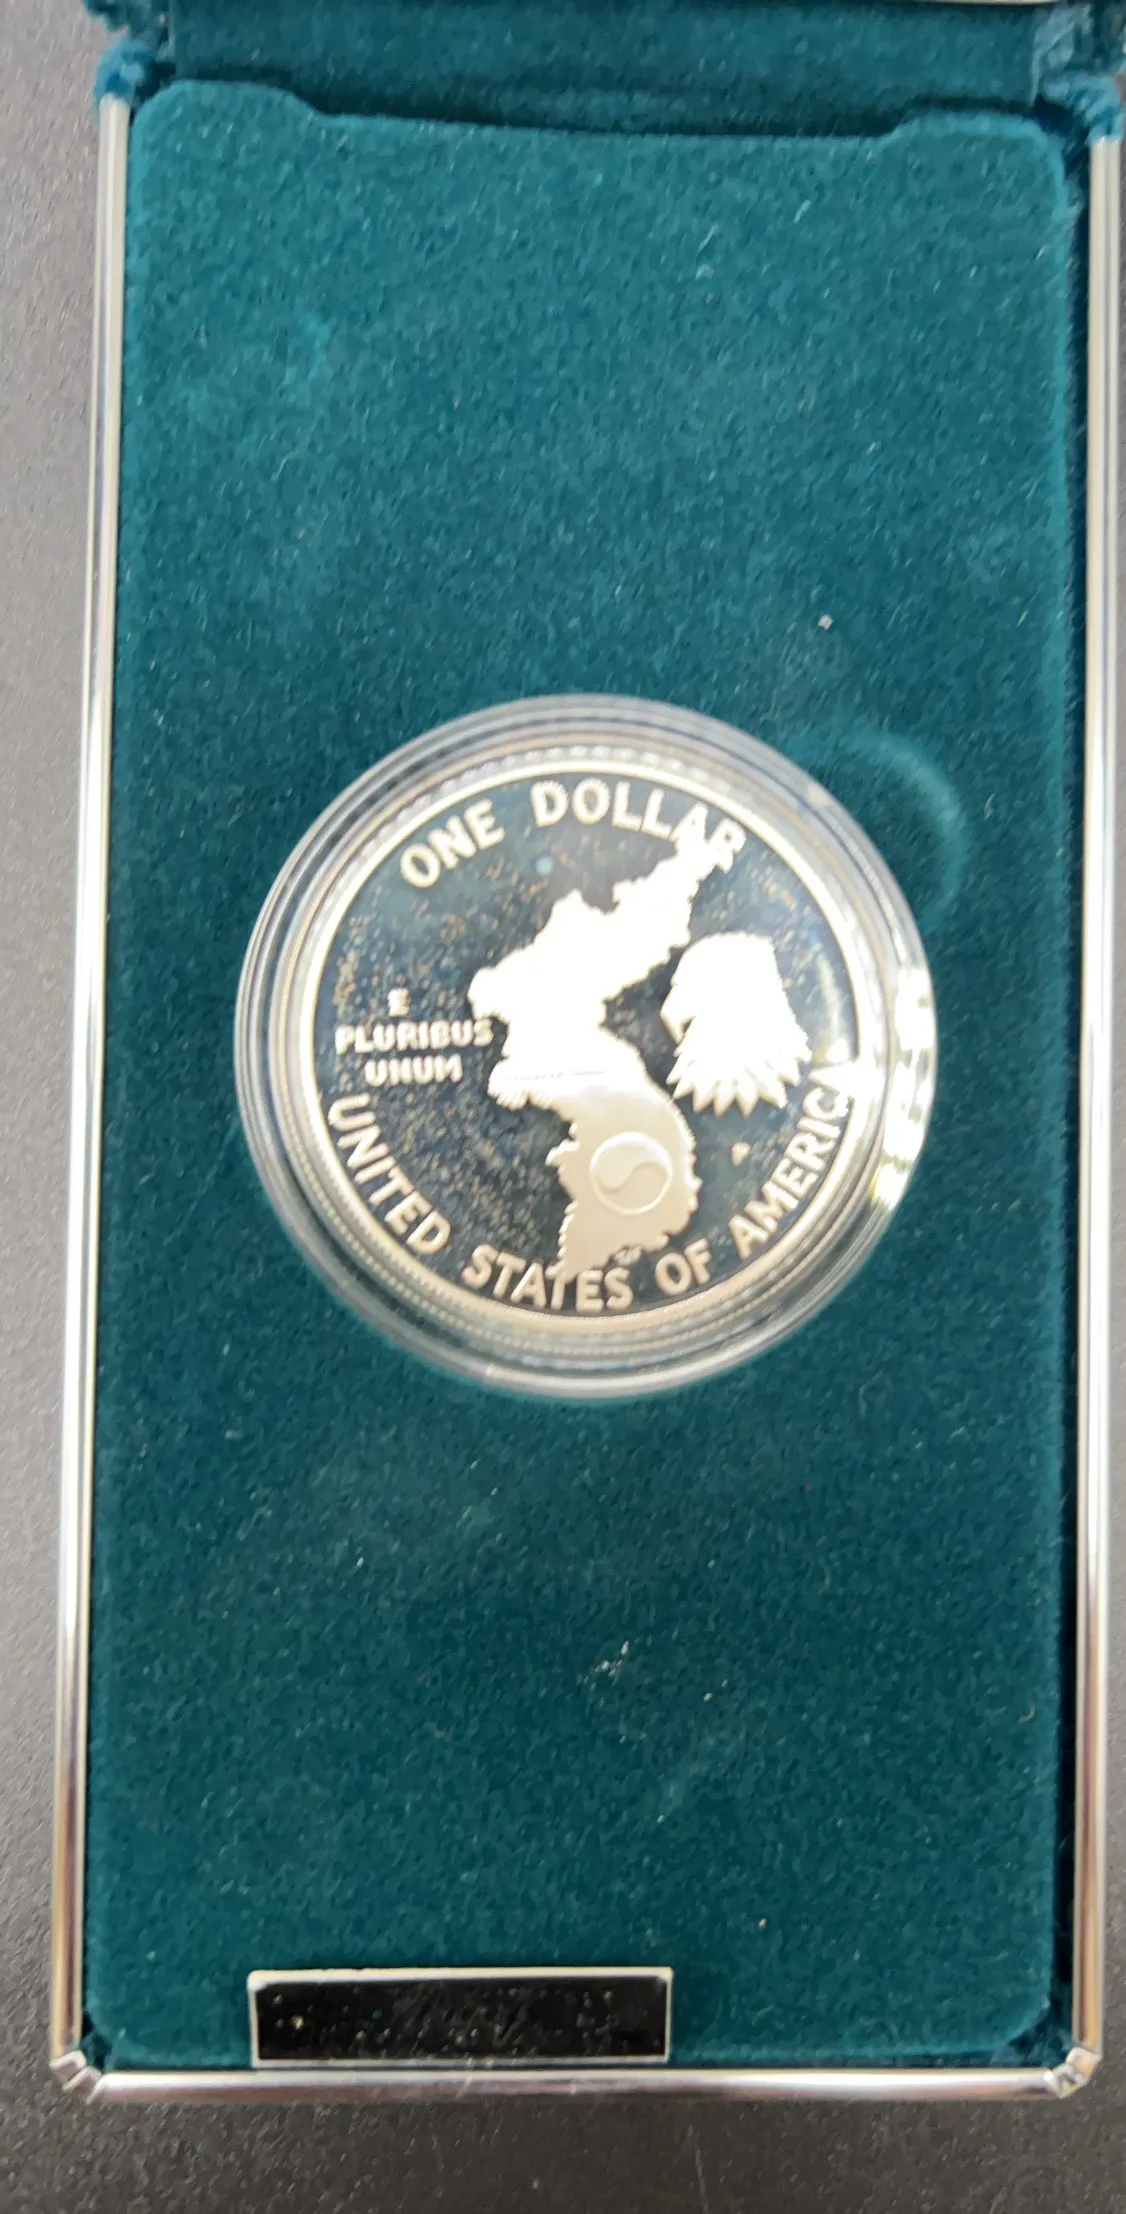 ONE DOLLAR
E
PLURIBUS
UNUM
UNITED STATES OF AMERICA